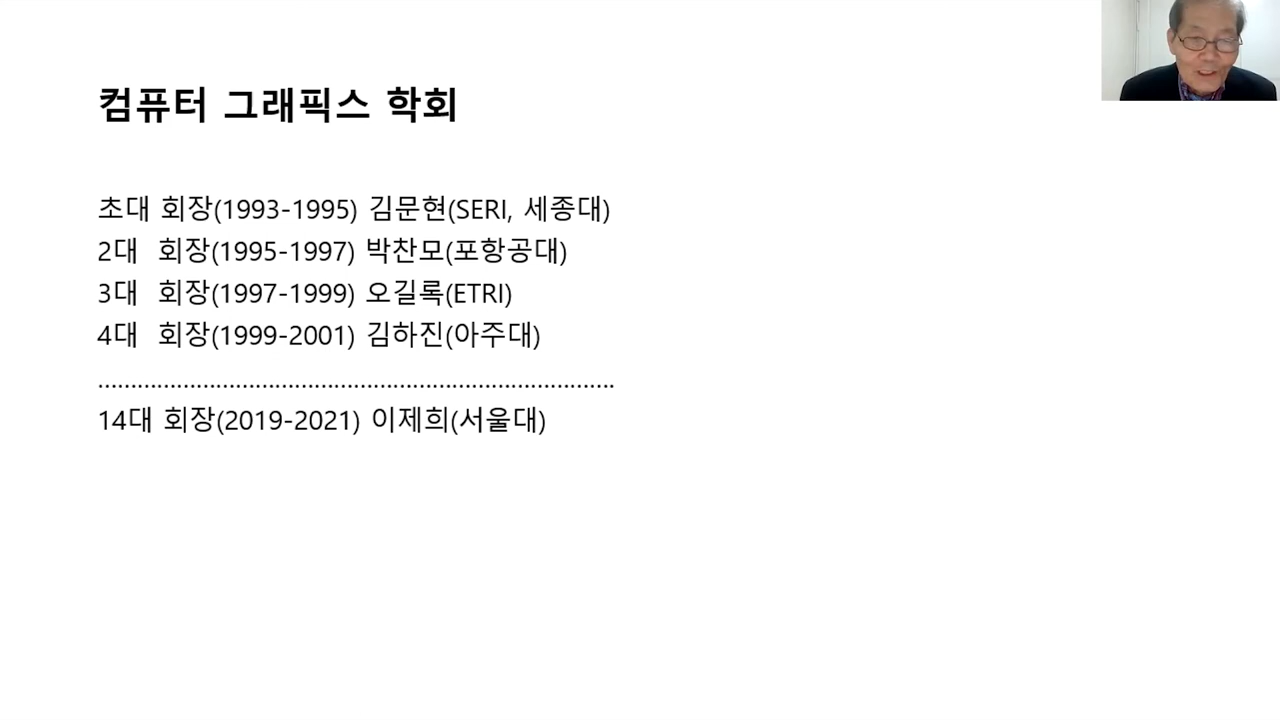 컴퓨터 그래픽스 학회
초대 회장(1993-1995) 김문현(SERI, 세종대)
2대 회장(1995-1997) 박찬모(포항공대)
3대 회장(1997-1999) 오길록(ETRI)
4대 회장(1999-2001) 김하진(아주대)
...............................................................................
14대 회장(2019-2021) 이제희(서울대)